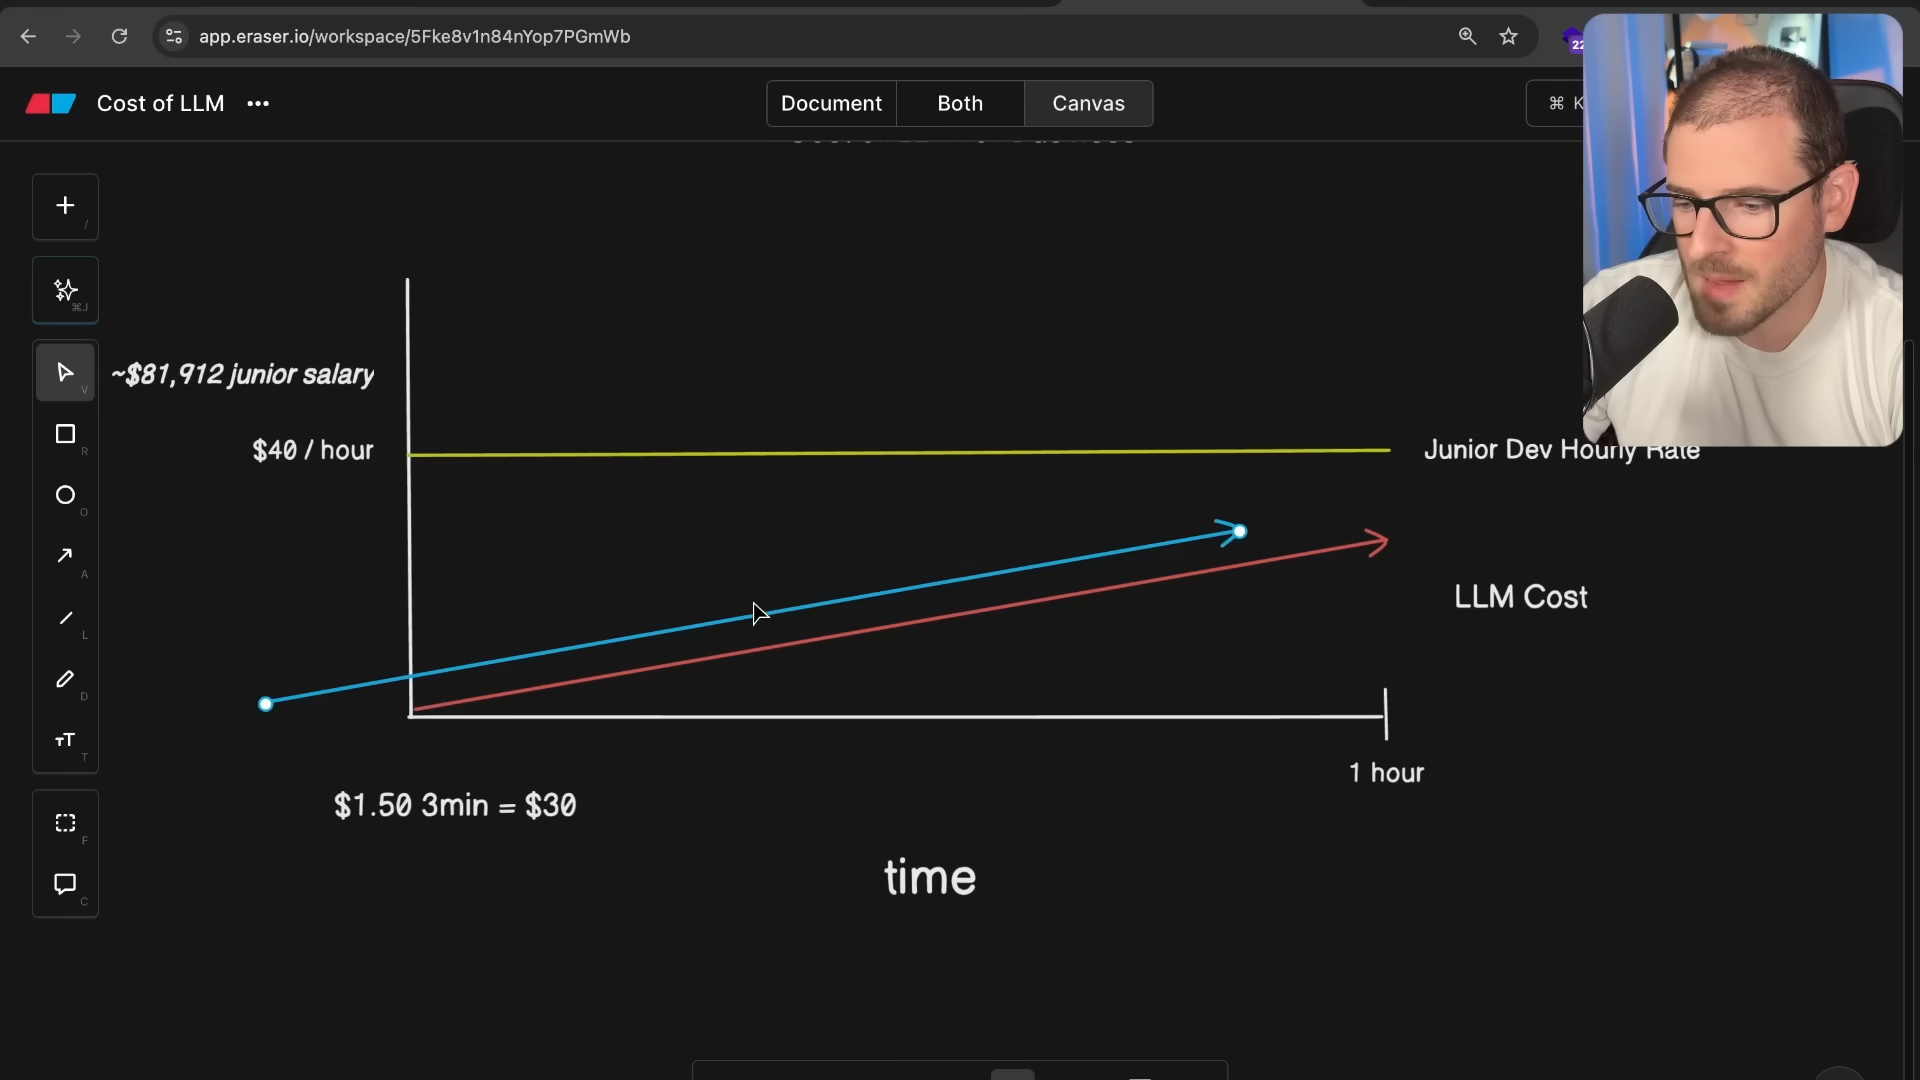 app.eraser.io/workspace/5Fke8v1n84nYop7PGmWb
22
Cost of LLM
Document
Both
Canvas
⌘ K
/
⌘J
~$81,912 junior salary
V
$40 / hour
Junior Dev Hourly Rate
R
O
A
LLM Cost
L
D
T
1 hour
$1.50 3min = $30
F
time
C